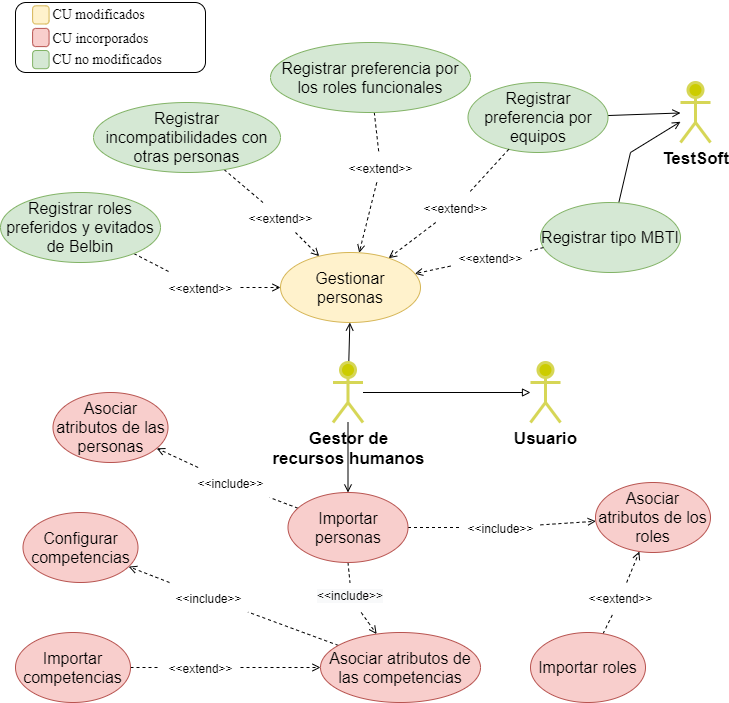 CU modificados
CU incorporados
CU no modificados
Registrar preferencia por
los roles funcionales
Registrar
incompatibilidades con
otras personas
Registrar
preferencia por
equipos
TestSoft
<<extend>>
<<extend>>
<<extend>>
Registrar roles
preferidos y evitados
de Belbin
Registrar tipo MBTI
<<extend>>
<<extend>>
Gestionar
personas
Gestor de
recursos humanos
Usuario
Asociar
atributos de las
personas
<<include>>
Importar
personas
Asociar
atributos de los
roles
<<include>>
Configurar
competencias
<<include>>
<<include>>
<<extend>>
Importar
competencias
<<extend>>
Asociar atributos de
las competencias
Importar roles